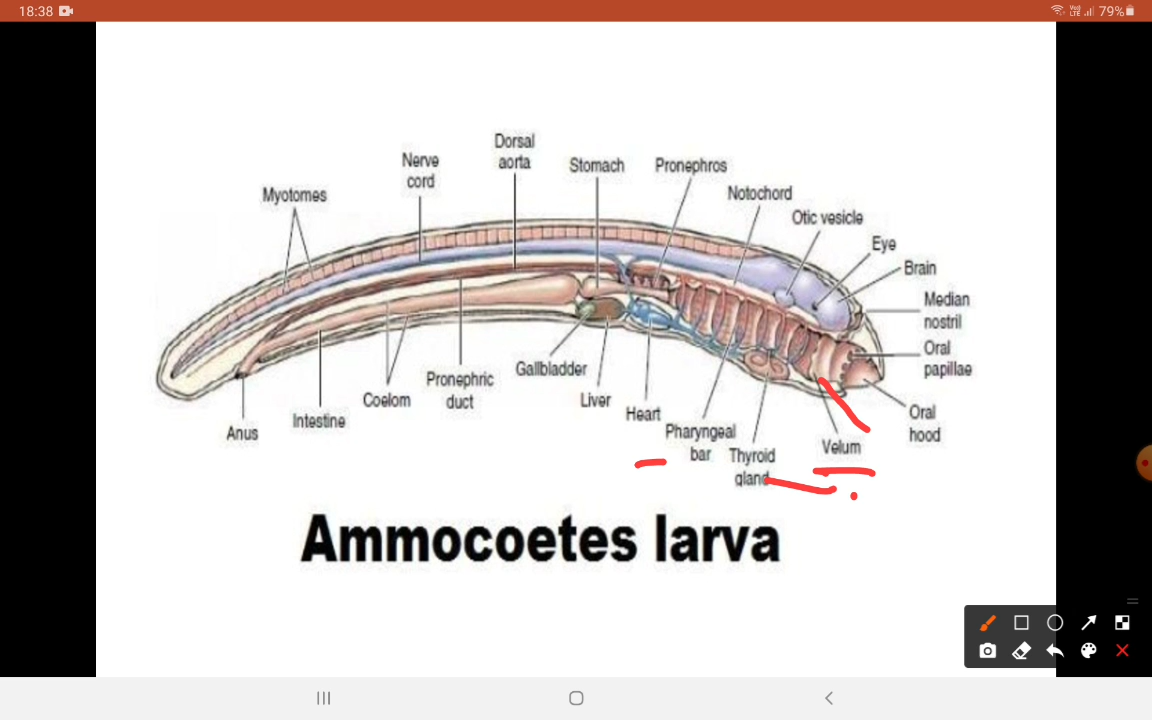 18:38
79%
Dorsal
aorta
Nerve
cord
Stomach
Pronephros
Myotomes
Notochord
Otic vesicle
Eye
Brain
Median
nostril
Oral
papillae
Oral
hood
Gallbladder
Pronephric
duct
Coelom
Liver
Heart
Intestine
Anus
Pharyngeal
bar
Thyroid
gland
Velum
Ammocoetes larva